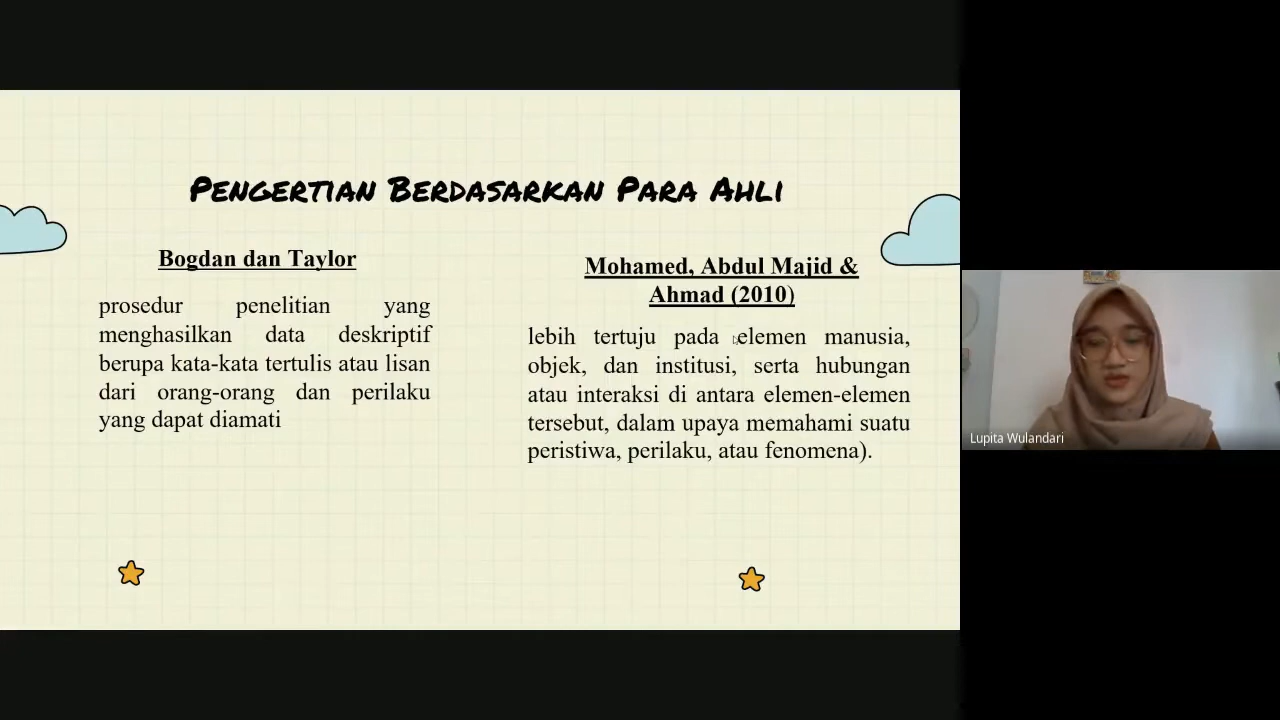 Pengertian Berdasarkan Para Ahli
Bogdan dan Taylor
prosedur penelitian yang
menghasilkan data deskriptif
berupa kata-kata tertulis atau lisan
dari orang-orang dan perilaku
yang dapat diamati
Mohamed, Abdul Majid &
Ahmad (2010)
lebih tertuju pada elemen manusia,
objek, dan institusi, serta hubungan
atau interaksi di antara elemen-elemen
tersebut, dalam upaya memahami suatu
peristiwa, perilaku, atau fenomena).
Lupita Wulandari